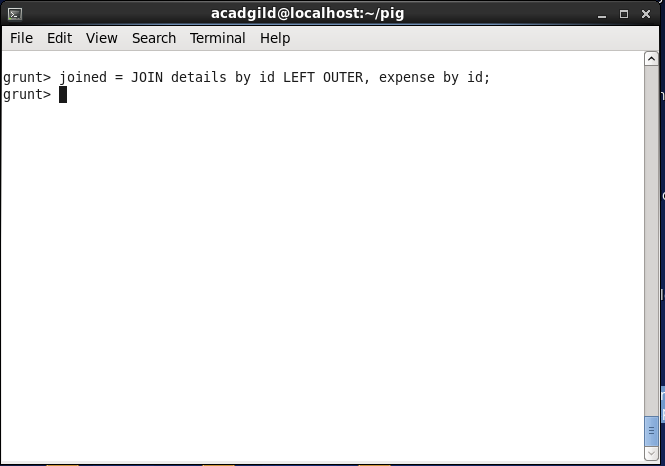 acadgild@localhost:~/pig
File Edit View Search Terminal Help
grunt> joined = JOIN details by id LEFT OUTER, expense by id;
grunt>